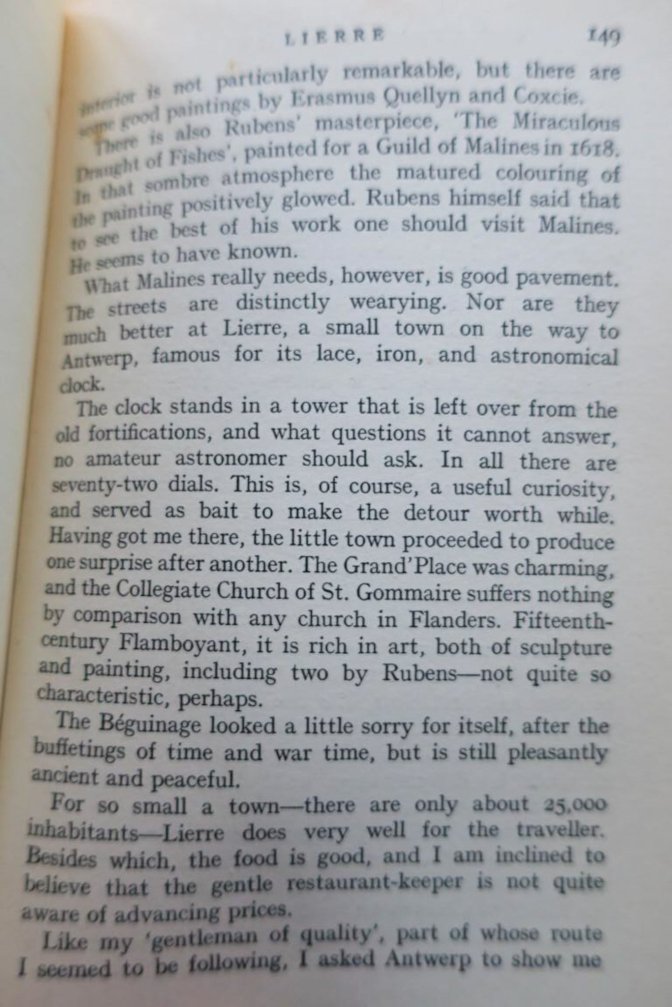 LIERRE 149
interior is not particularly remarkable, but there are
some good paintings by Erasmus Quellyn and Coxcie.
There is also Rubens' masterpiece, 'The Miraculous
Draught of Fishes', painted for a Guild of Malines in 1618.
In that sombre atmosphere the matured colouring of
the painting positively glowed. Rubens himself said that
to see the best of his work one should visit Malines.
He seems to have known.
What Malines really needs, however, is good pavement.
The streets are distinctly wearying. Nor are they
much better at Lierre, a small town on the way to
Antwerp, famous for its lace, iron, and astronomical
clock.
The clock stands in a tower that is left over from the
old fortifications, and what questions it cannot answer,
no amateur astronomer should ask. In all there are
seventy-two dials. This is, of course, a useful curiosity,
and served as bait to make the detour worth while.
Having got me there, the little town proceeded to produce
one surprise after another. The Grand'Place was charming,
and the Collegiate Church of St. Gommaire suffers nothing
by comparison with any church in Flanders. Fifteenth-
century Flamboyant, it is rich in art, both of sculpture
and painting, including two by Rubens—not quite so
characteristic, perhaps.
The Béguinage looked a little sorry for itself, after the
buffetings of time and war time, but is still pleasantly
ancient and peaceful.
For so small a town—there are only about 25,000
inhabitants—Lierre does very well for the traveller.
Besides which, the food is good, and I am inclined to
believe that the gentle restaurant-keeper is not quite
aware of advancing prices.
Like my 'gentleman of quality', part of whose route
I seemed to be following, I asked Antwerp to show me